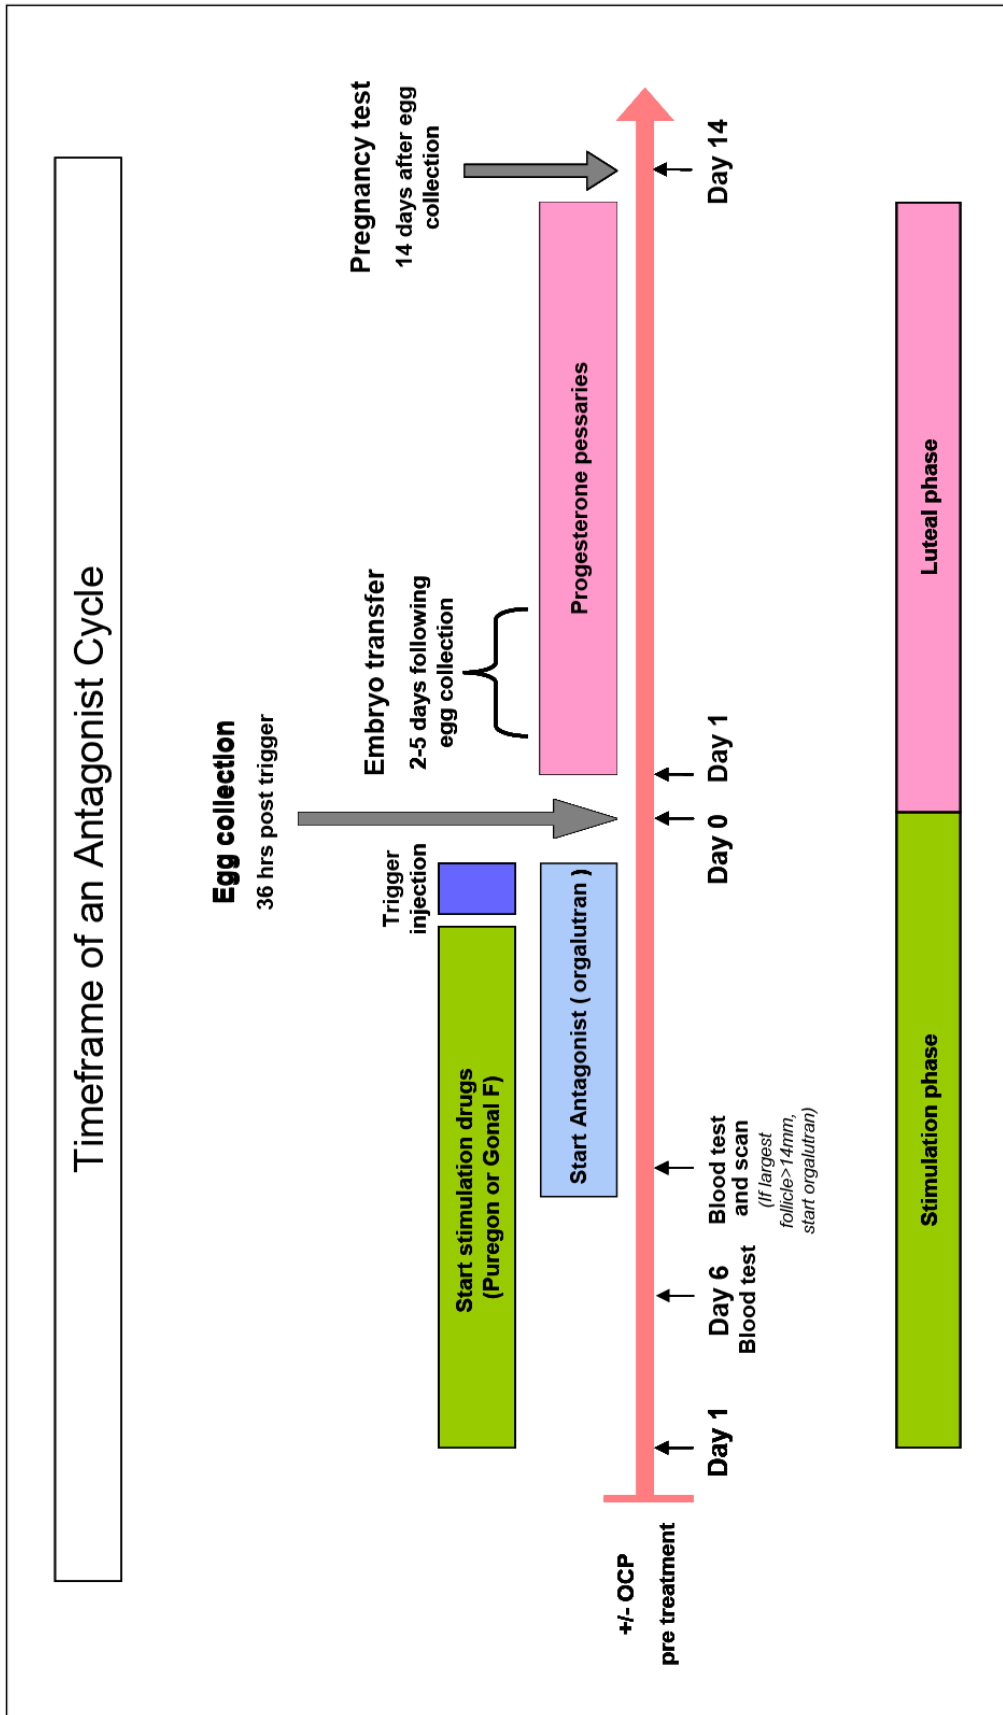 Timeframe of an Antagonist Cycle
Egg collection
36 hrs post trigger
Pregnancy test
14 days after egg
collection
Embryo transfer
2-5 days following
egg collection
Trigger
injection
Start stimulation drugs
(Puregon or Gonal F)
Start Antagonist ( orgalutran )
Progesterone pessaries
+/- OCP
pre treatment
Day 1
Day 6
Blood test
Blood test
and scan
(If largest
follicle>14mm,
start orgalutran)
Day 0
Day 1
Day 14
Stimulation phase
Luteal phase